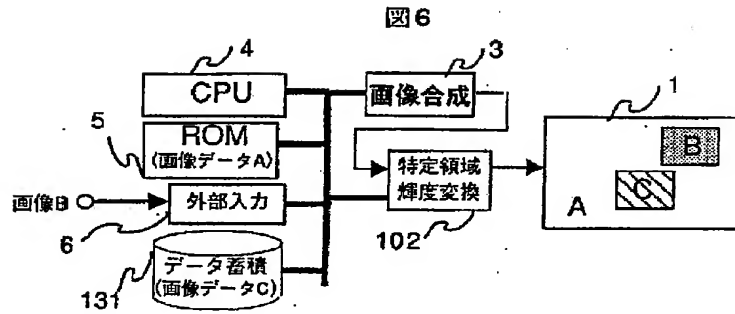 図6
4
CPU
3
画像合成
1
5
ROM
(画像データA)
特定領域
輝度変換
102
画像B
外部入力
6
131
データ蓄積
(画像データC)
A
B
C